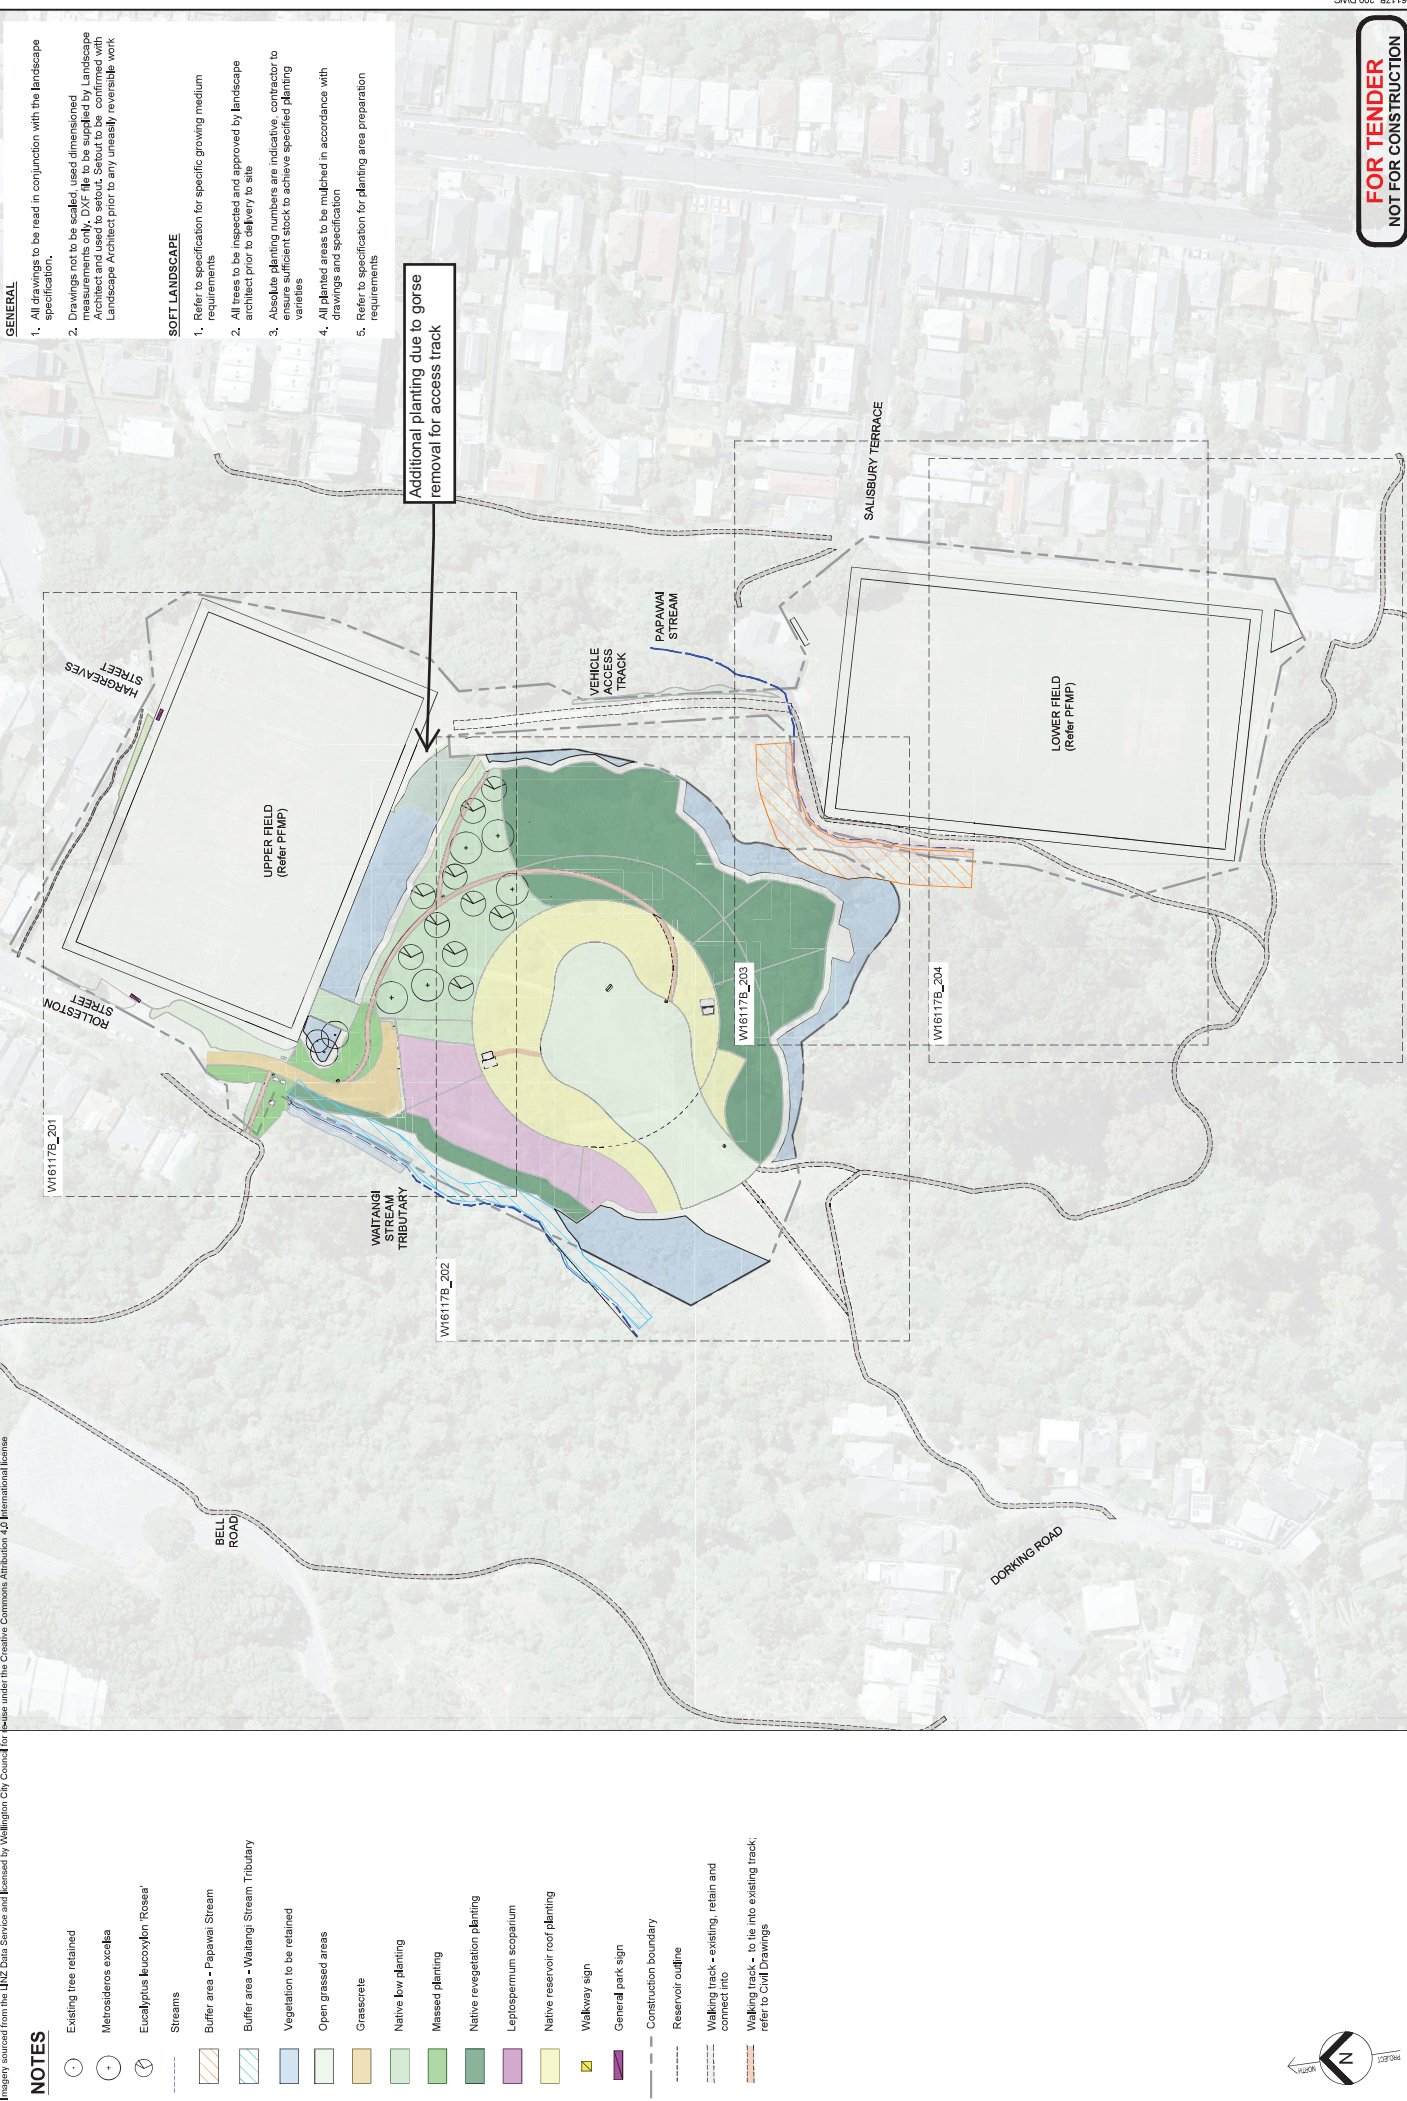 Imagery sourced from the LINZ Data Service and licensed by Wellington City Council for re-use under the Creative Commons Attribution 4.0 International license
NOTES
Existing tree retained
Metrosideros excelsa
Eucalyptus leucoxylon 'Rosea'
Streams
Buffer area - Papawai Stream
Buffer area - Waitangi Stream Tributary
Vegetation to be retained
Open grassed areas
Grasscrete
Native low planting
Massed planting
Native revegetation planting
Leptospermum scoparium
Native reservoir roof planting
Walkway sign
General park sign
Construction boundary
Reservoir outline
Walking track - existing, retain and
connect into
Walking track - to tie into existing track;
refer to Civil Drawings
PROJECT
NORTH
N
BELL
ROAD
DORKING ROAD
W16117B_201
W16117B_202
W16117B_203
W16117B_204
WAITANGI
STREAM
TRIBUTARY
ROLLESTON
STREET
HARGREAVES
STREET
UPPER FIELD
(Refer PFMP)
VEHICLE
ACCESS
TRACK
PAPAWAI
STREAM
SALISBURY TERRACE
LOWER FIELD
(Refer PFMP)
Additional planting due to gorse
removal for access track
GENERAL
1. All drawings to be read in conjunction with the landscape
specification.
2. Drawings not to be scaled, used dimensioned
measurements only. DXF file to be supplied by Landscape
Architect and used to setout. Setout to be confirmed with
Landscape Architect prior to any uneasily reversible work
SOFT LANDSCAPE
1. Refer to specification for specific growing medium
requirements
2. All trees to be inspected and approved by landscape
architect prior to delivery to site
3. Absolute planting numbers are indicative, contractor to
ensure sufficient stock to achieve specified planting
varieties
4. All planted areas to be mulched in accordance with
drawings and specification
5. Refer to specification for planting area preparation
requirements
FOR TENDER
NOT FOR CONSTRUCTION